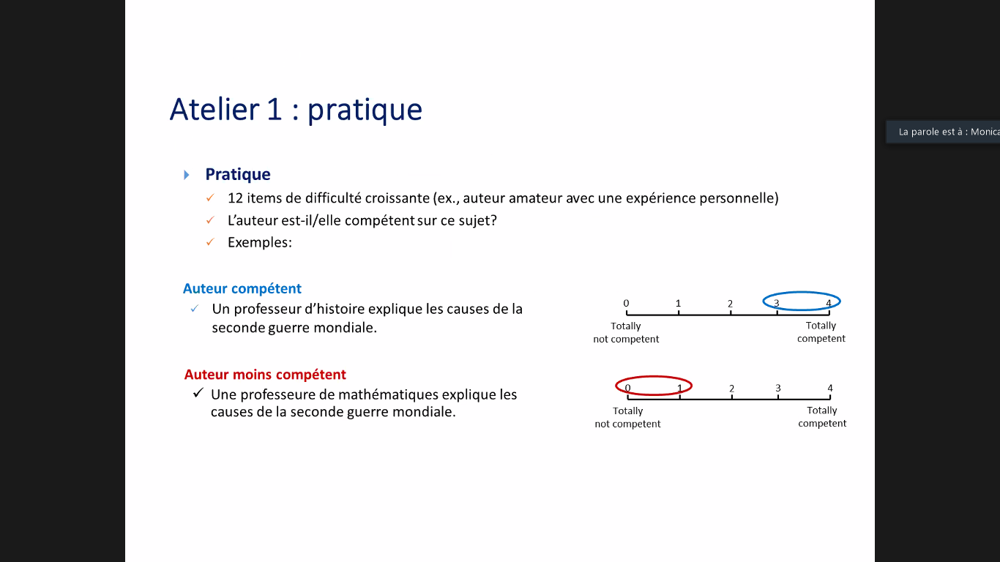 Atelier 1 : pratique
La parole est à : Monica
Pratique
12 items de difficulté croissante (ex., auteur amateur avec une expérience personnelle)
L’auteur est-il/elle compétent sur ce sujet?
Exemples:
Auteur compétent
Un professeur d’histoire explique les causes de la
seconde guerre mondiale.
0 1 2 3 4
Totally
not competent
Totally
competent
Auteur moins compétent
Une professeure de mathématiques explique les
causes de la seconde guerre mondiale.
0 1 2 3 4
Totally
not competent
Totally
competent